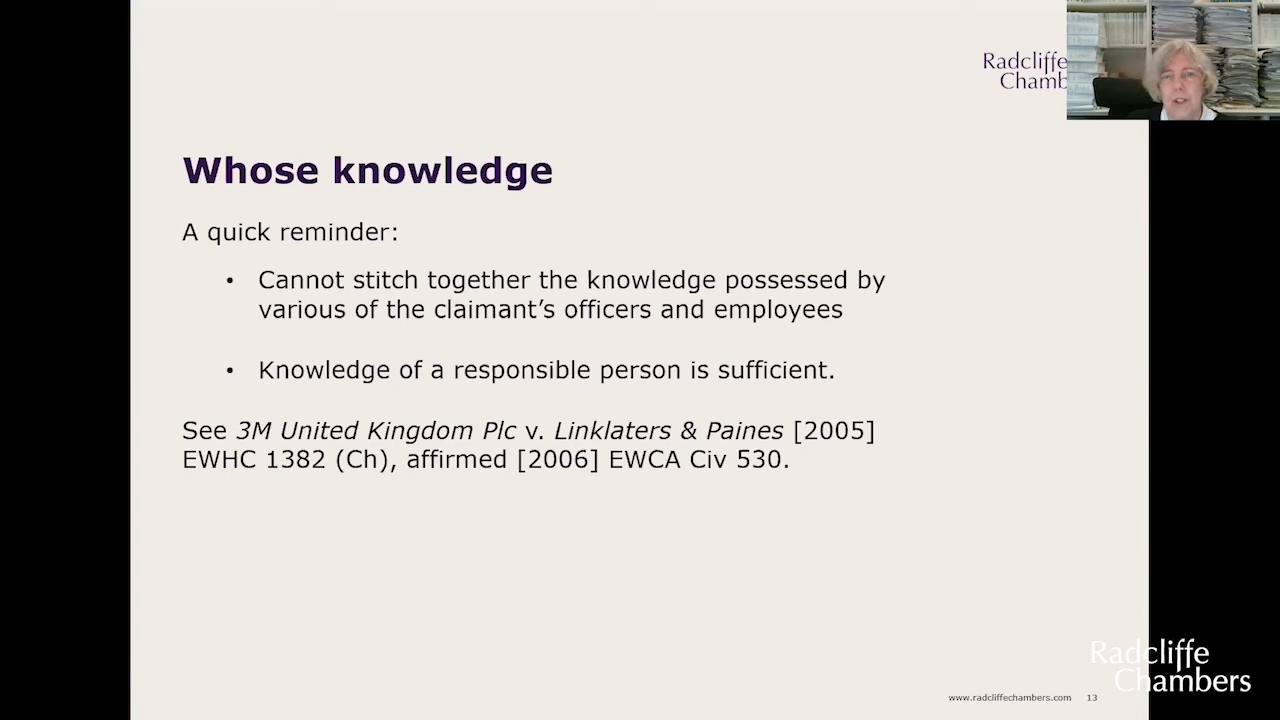 Radcliffe
Chamb
Whose knowledge
A quick reminder:
• Cannot stitch together the knowledge possessed by
various of the claimant’s officers and employees
• Knowledge of a responsible person is sufficient.
See 3M United Kingdom Plc v. Linklaters & Paines [2005]
EWHC 1382 (Ch), affirmed [2006] EWCA Civ 530.
www.radcliffechambers.com 13
Radcliffe
Chambers